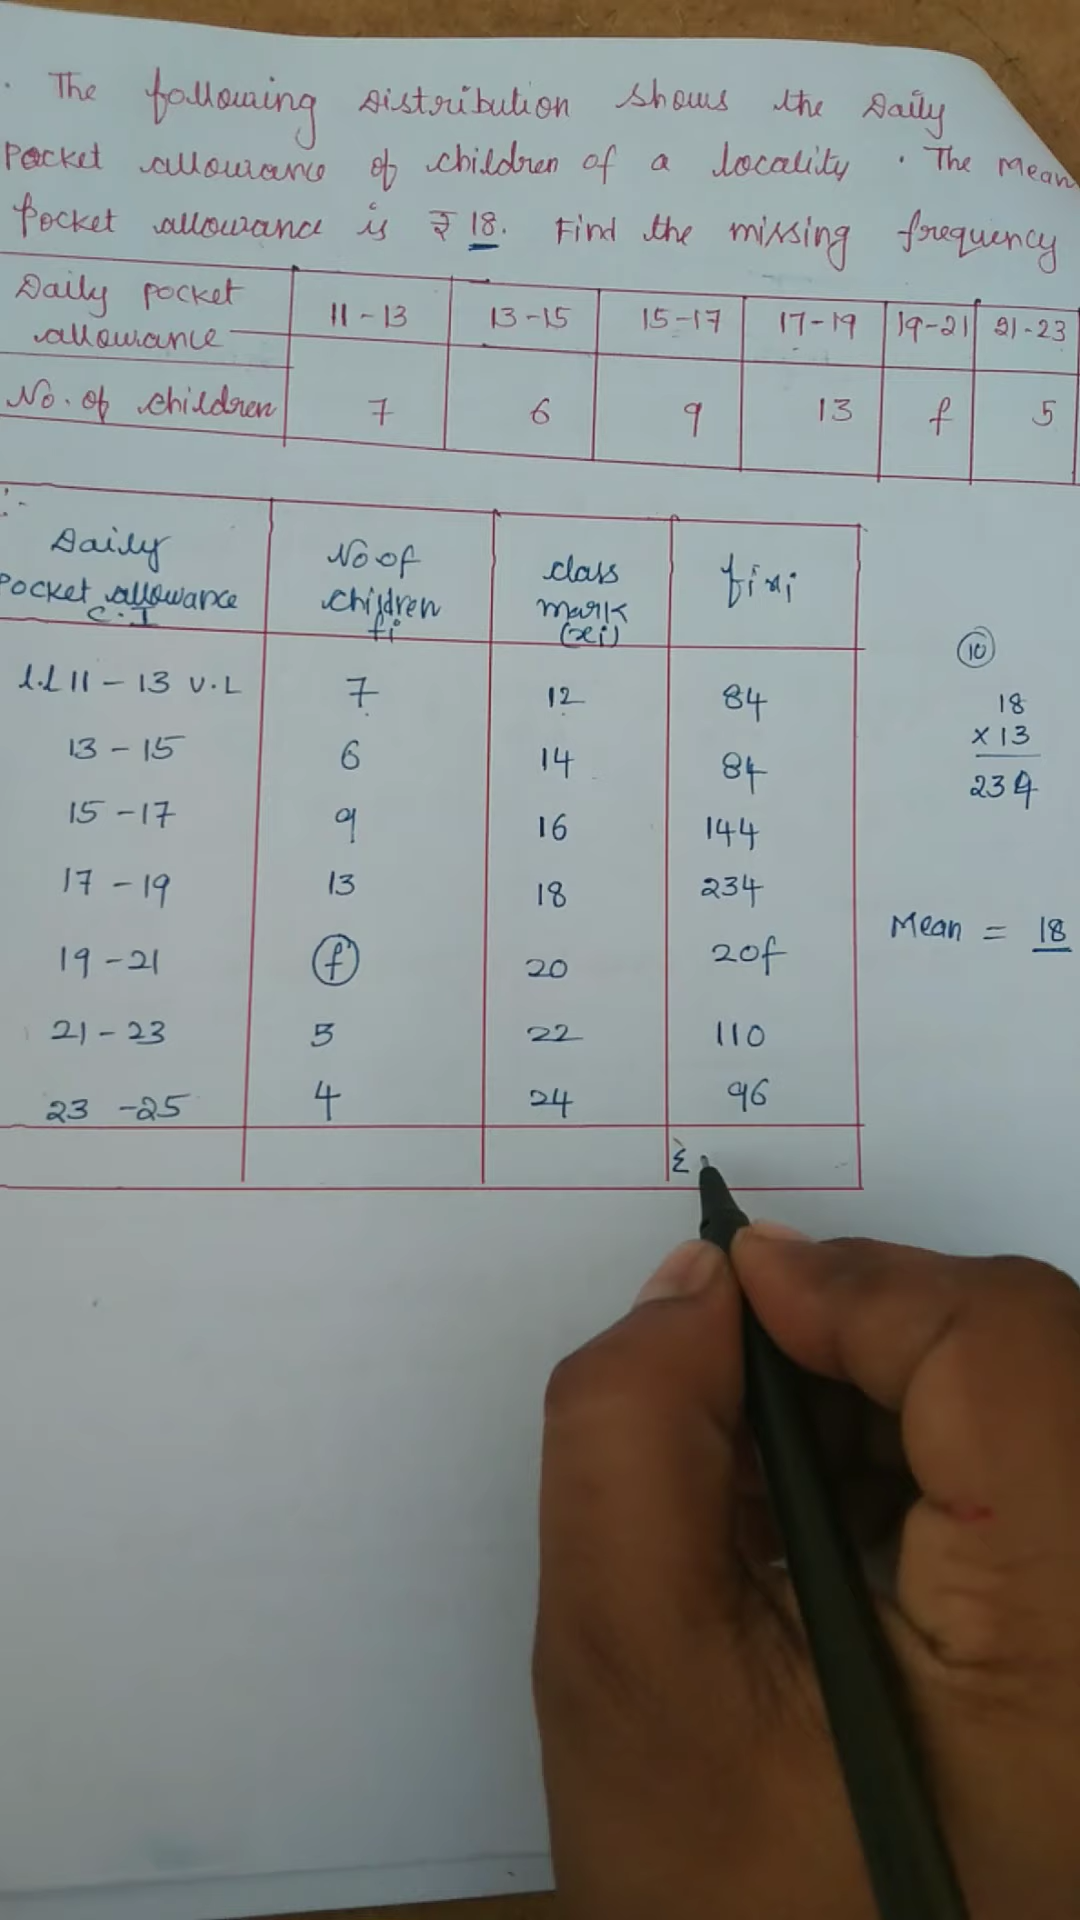 The following Distribution shows the Daily
Pocket allowance of children of a locality. The Mean
Pocket allowance is ₹ 18. Find the missing frequency
Daily pocket allowance 11-13 13-15 15-17 17-19 19-21 21-23
No. of children 7 6 9 13 f 5
Daily Pocket allowance C.I No of children fi class mark (xi) fixi
l.l 11-13 U.L 7 12 84
13-15 6 14 84
15-17 9 16 144
17-19 13 18 234
19-21 f 20 20f
21-23 5 22 110
23-25 4 24 96
Σ
10
18
x 13
234
Mean = 18